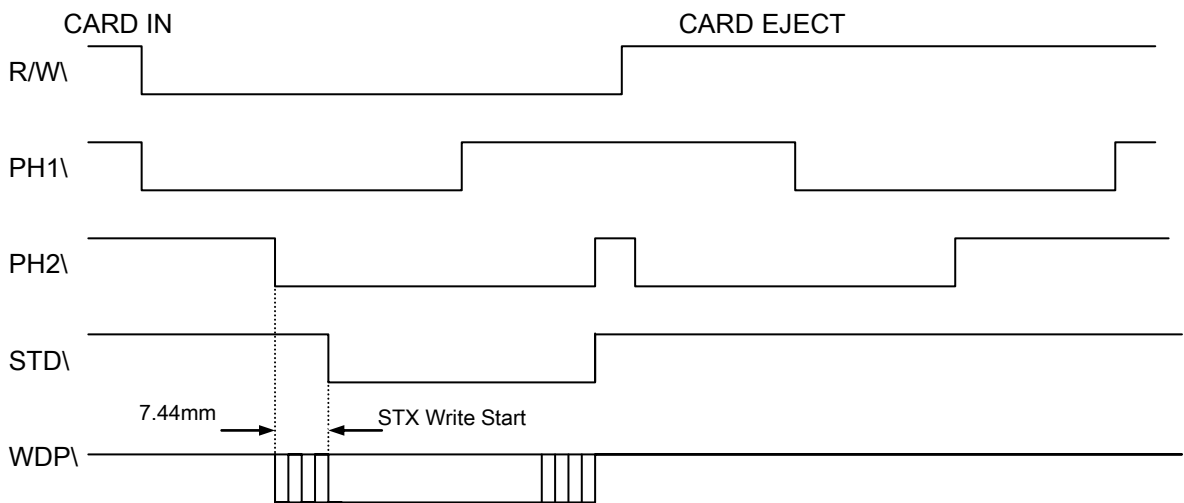 CARD IN
CARD EJECT
R/W\
PH1\
PH2\
STD\
7.44mm
STX Write Start
WDP\